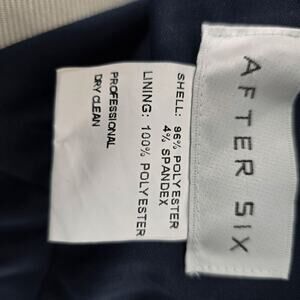 AFTER SIX
SHELL: 96% POLYESTER
4% SPANDEX
LINING: 100% POLYESTER
PROFESSIONAL
DRY CLEAN